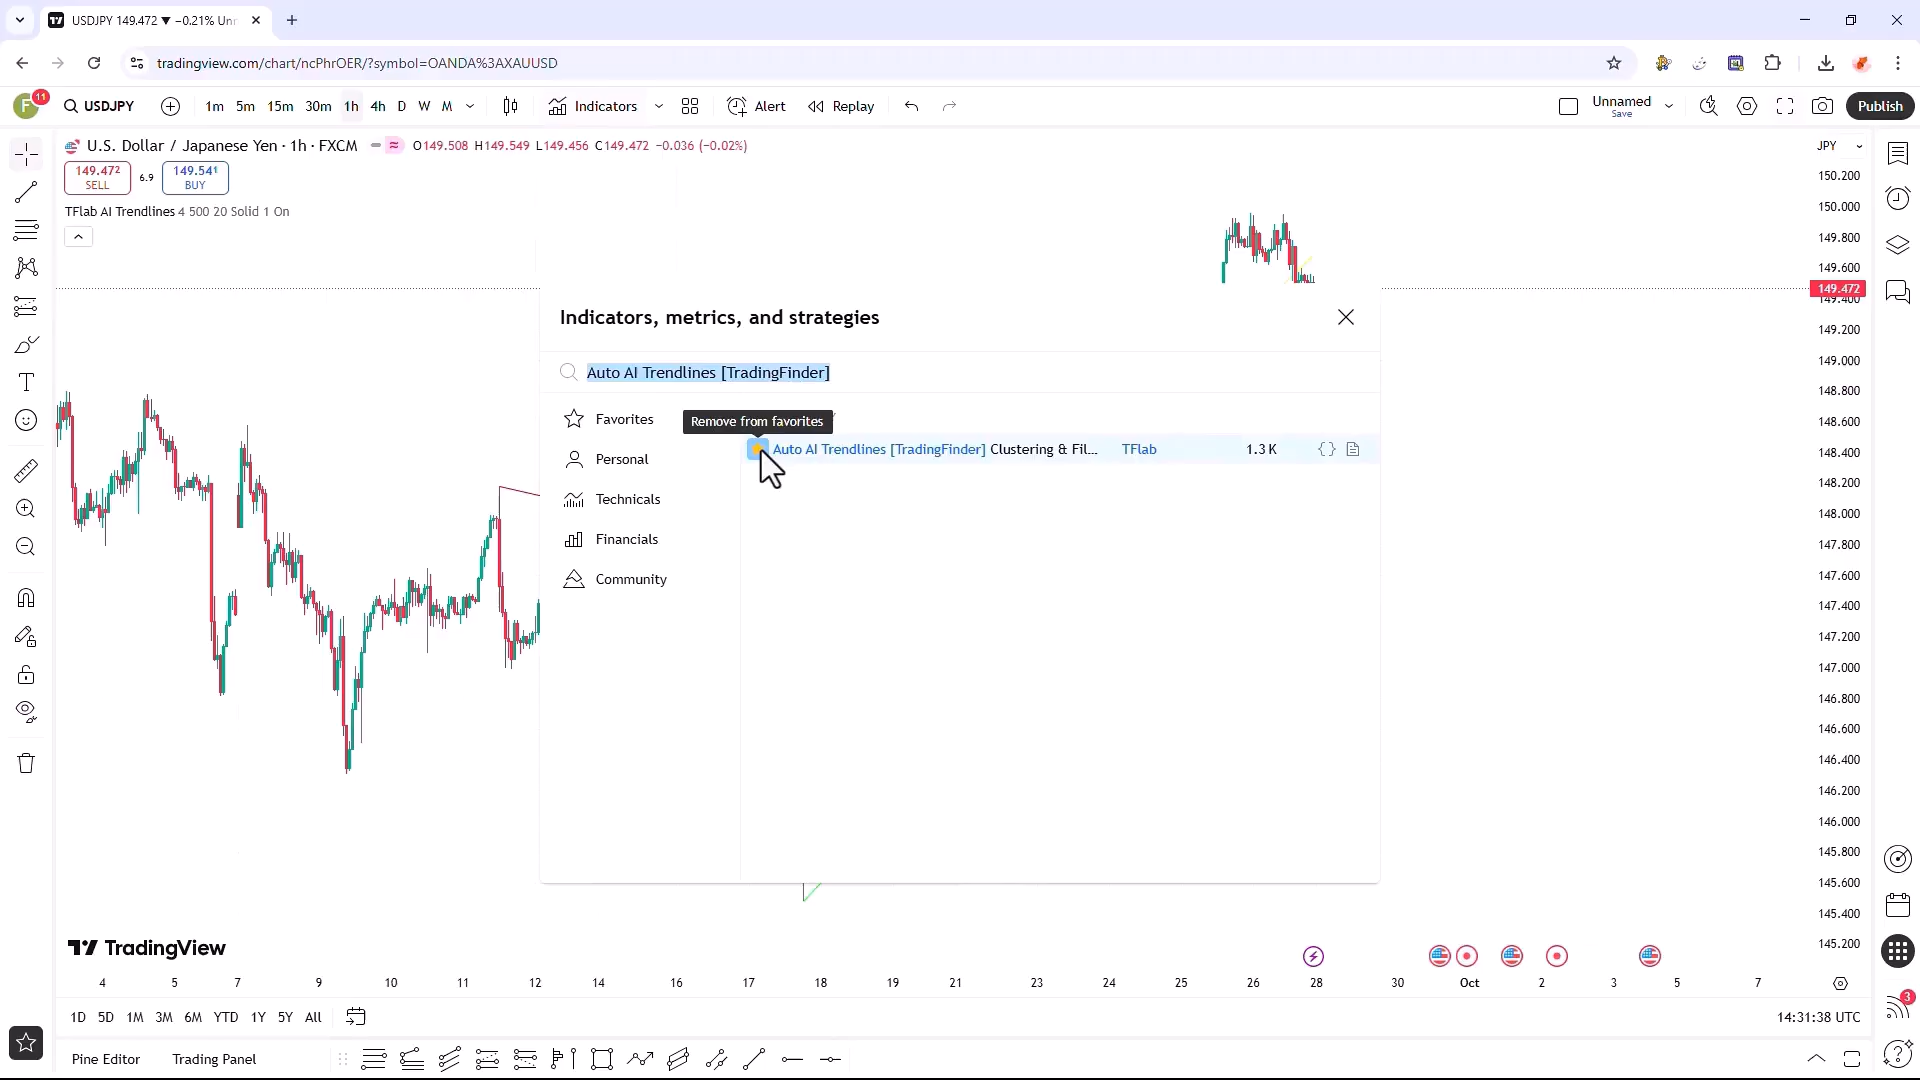 USDJPY 149.472 ▼ −0.21% Un
tradingview.com/chart/ncPhrOER/?symbol=OANDA%3AXAUUSD
F 11 USDJPY 1m 5m 15m 30m 1h 4h D W M Indicators Alert Replay Unnamed Save Publish
U.S. Dollar / Japanese Yen · 1h · FXCM O149.508 H149.549 L149.456 C149.472 −0.036 (−0.02%) JPY
149.472 SELL 6.9 149.541 BUY
TFlab AI Trendlines 4 500 20 Solid 1 On
150.200
150.000
149.800
149.600
149.472
149.400
149.200
149.000
148.800
148.600
148.400
148.200
148.000
147.800
147.600
147.400
147.200
147.000
146.800
146.600
146.400
146.200
146.000
145.800
145.600
145.400
145.200
Indicators, metrics, and strategies
Auto AI Trendlines [TradingFinder]
Favorites
Remove from favorites
Auto AI Trendlines [TradingFinder] Clustering & Fil... TFlab 1.3 K
Personal
Technicals
Financials
Community
TradingView
4 5 7 9 10 11 12 14 16 17 18 19 21 23 24 25 26 28 30 Oct 2 3 5 7
1D 5D 1M 3M 6M YTD 1Y 5Y All 14:31:38 UTC
3
Pine Editor Trading Panel